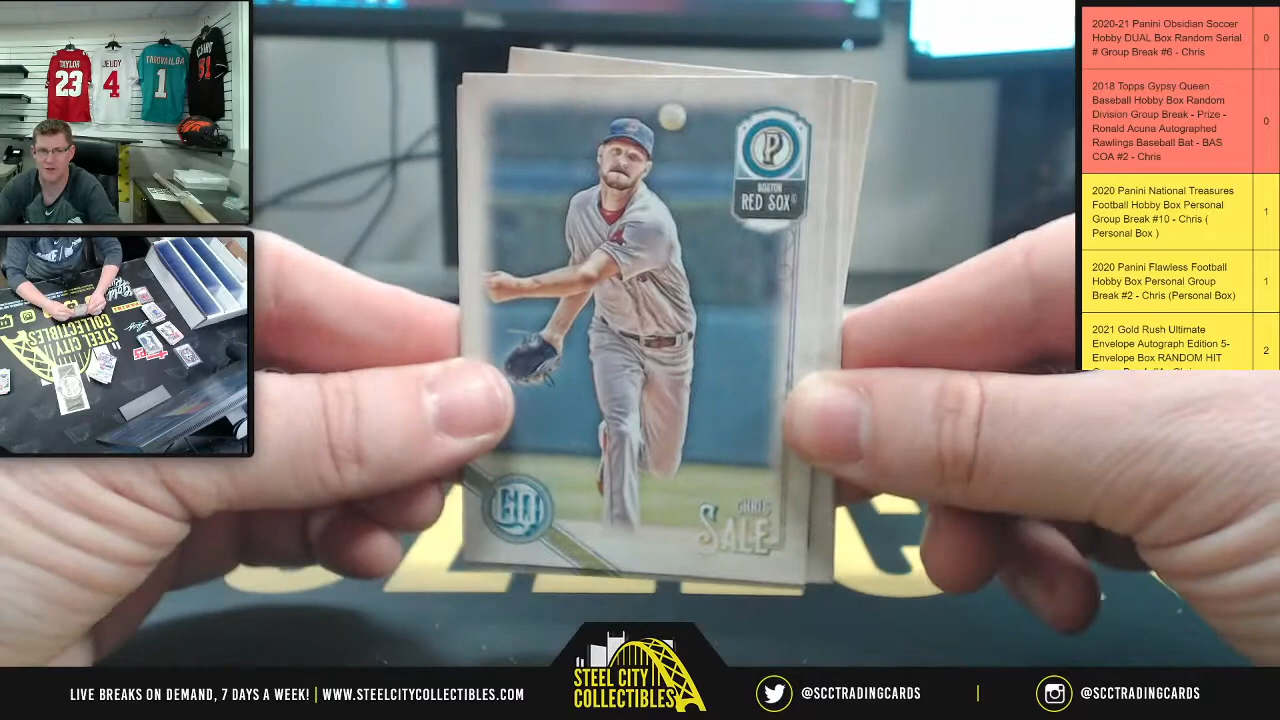 TAYLOR
23
JEUDY
4
TAGOVAILOA
1
2020-21 Panini Obsidian Soccer
Hobby DUAL Box Random Serial
# Group Break #6 - Chris
0
2018 Topps Gypsy Queen
Baseball Hobby Box Random
Division Group Break - Prize -
Ronald Acuna Autographed
Rawlings Baseball Bat - BAS
COA #2 - Chris
0
2020 Panini National Treasures
Football Hobby Box Personal
Group Break #10 - Chris (
Personal Box )
1
2020 Panini Flawless Football
Hobby Box Personal Group
Break #2 - Chris (Personal Box)
1
2021 Gold Rush Ultimate
Envelope Autograph Edition 5-
Envelope Box RANDOM HIT
2
P
BOSTON
RED SOX
GQ
CHRIS
SALE
STEEL CITY
COLLECTIBLES
LIVE BREAKS ON DEMAND, 7 DAYS A WEEK! | WWW.STEELCITYCOLLECTIBLES.COM
STEEL CITY
COLLECTIBLES
@SCCTRADINGCARDS
@SCCTRADINGCARDS